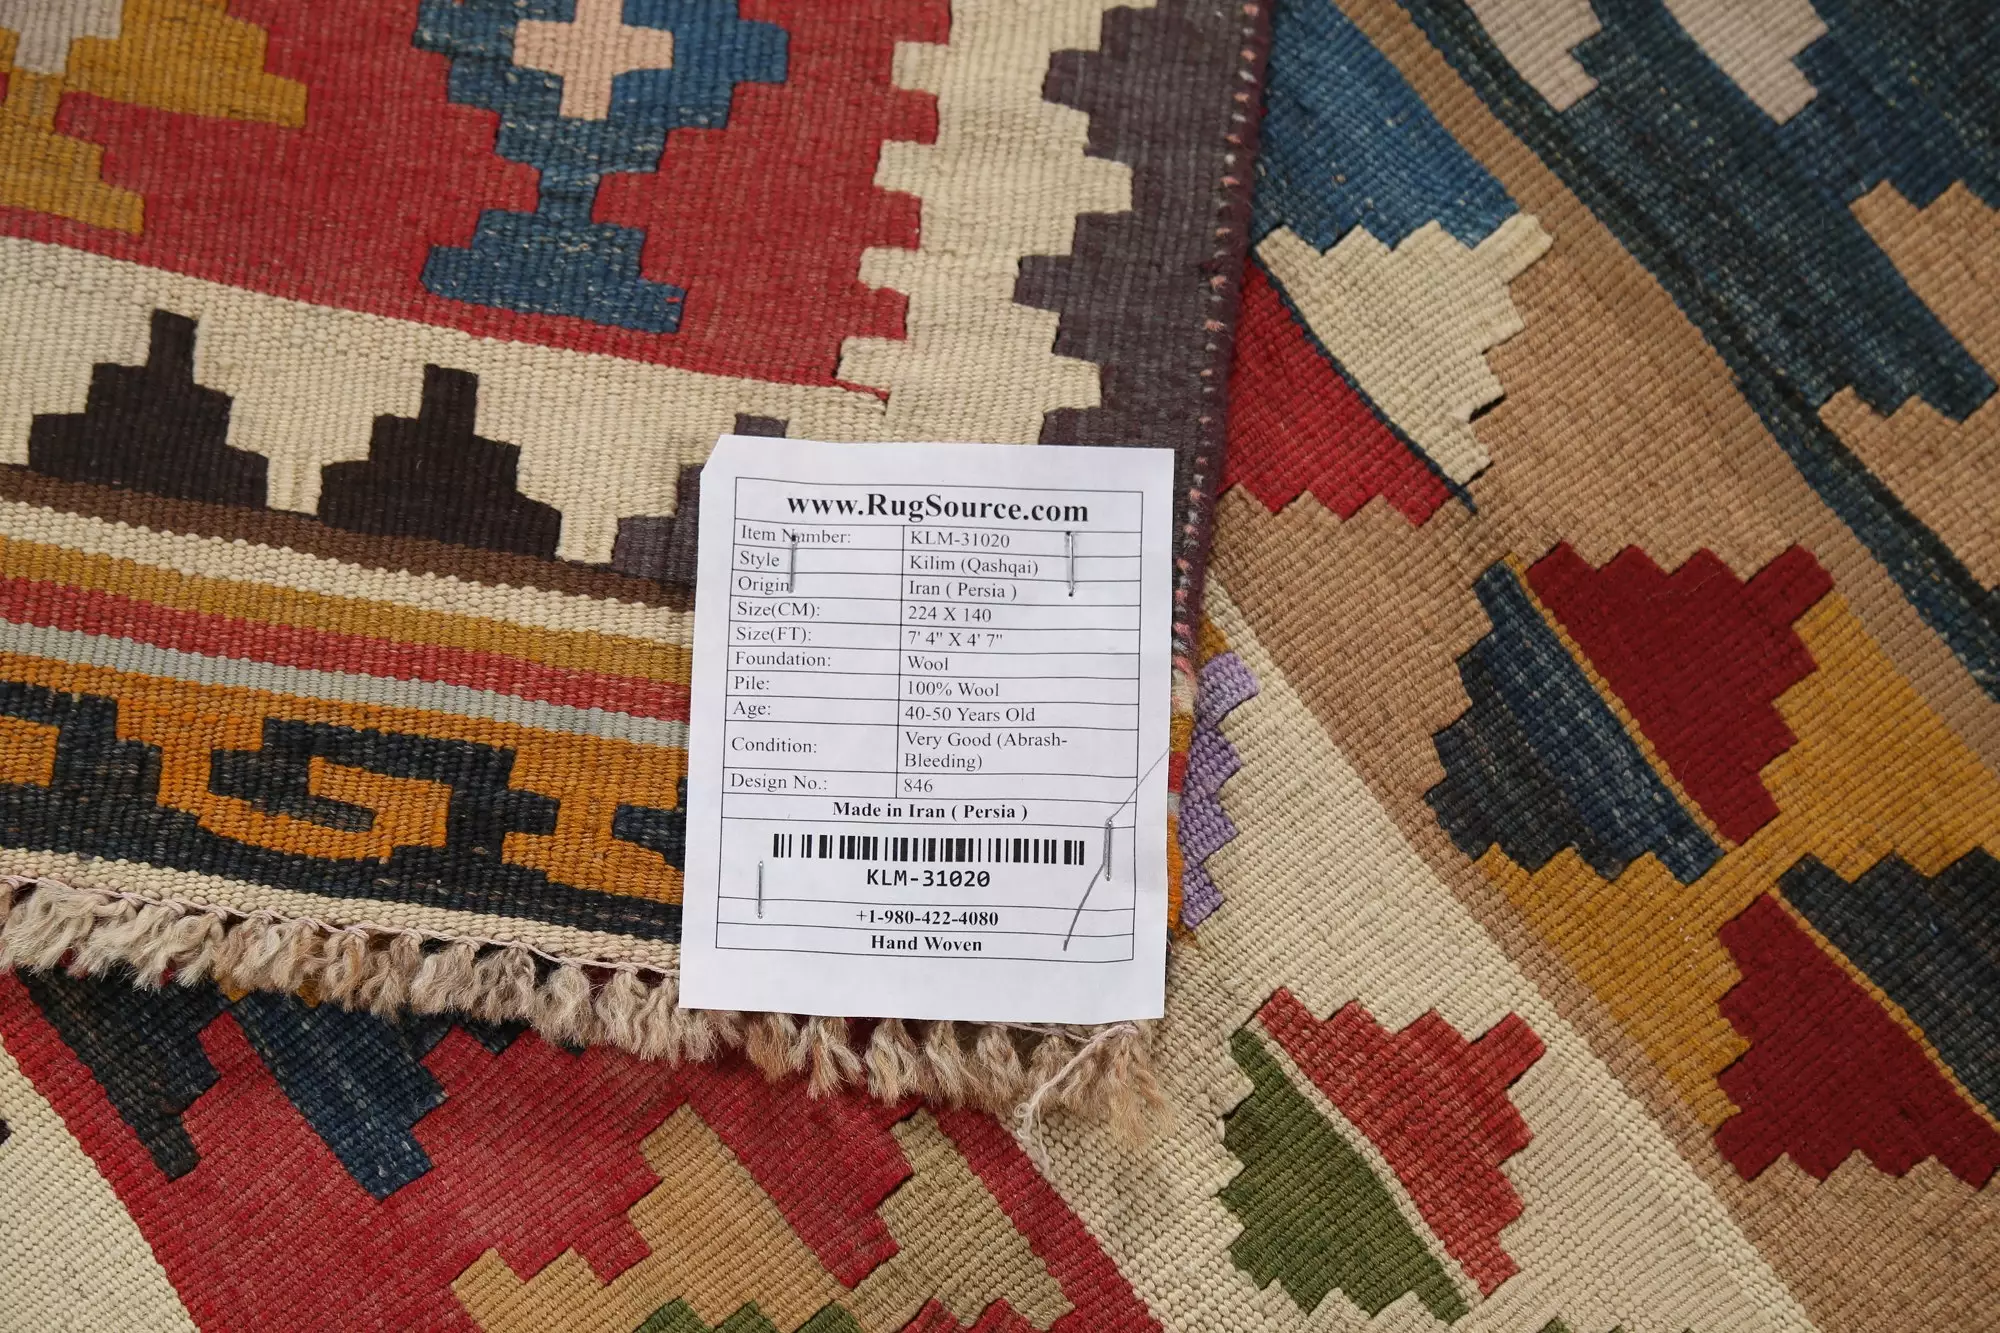 www.RugSource.com
Item Number: KLM-31020
Style Kilim (Qashqai)
Origin Iran ( Persia )
Size(CM): 224 X 140
Size(FT): 7' 4" X 4' 7"
Foundation: Wool
Pile: 100% Wool
Age: 40-50 Years Old
Condition: Very Good (Abrash-
Bleeding)
Design No.: 846
Made in Iran ( Persia )
KLM-31020
+1-980-422-4080
Hand Woven